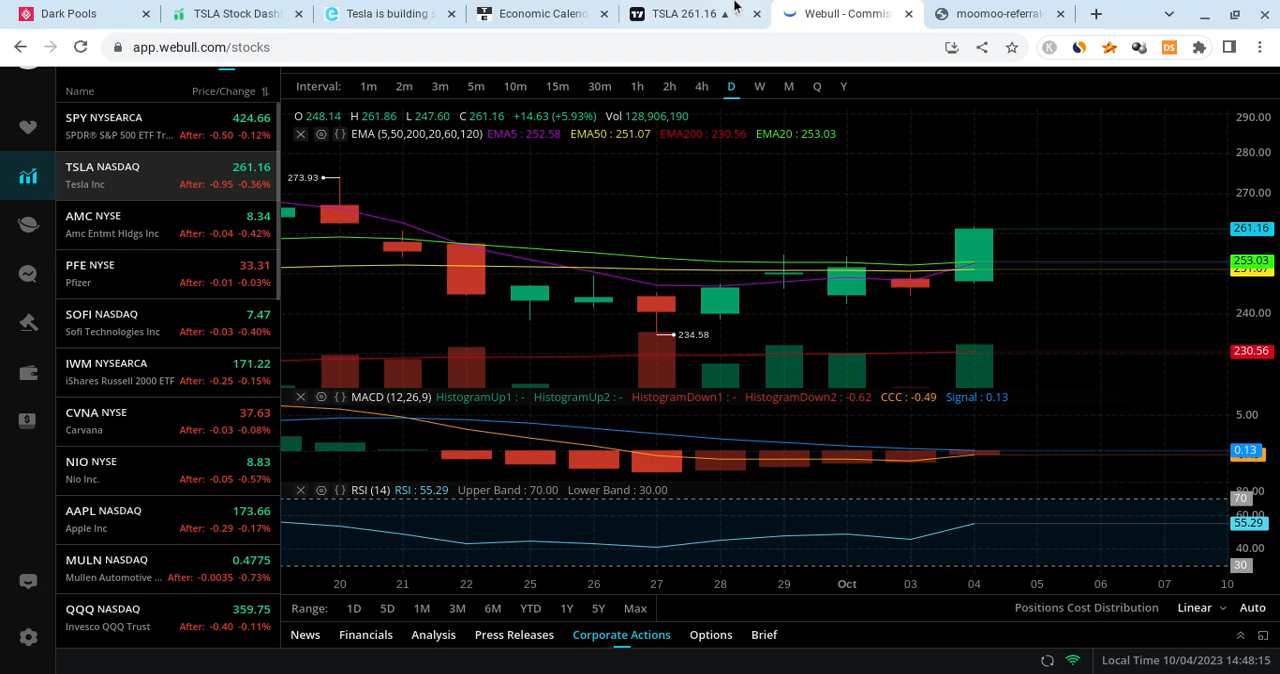 Dark Pools
TSLA Stock Dash
Tesla is building s
Economic Calend
TSLA 261.16 ▲
Webull - Commis
moomoo-referral-
app.webull.com/stocks
Name Price/Change
SPY NYSEARCA 424.66
SPDR® S&P 500 ETF Tr... After: -0.50 -0.12%
TSLA NASDAQ 261.16
Tesla Inc After: -0.95 -0.36%
AMC NYSE 8.34
Amc Entmt Hldgs Inc After: -0.04 -0.42%
PFE NYSE 33.31
Pfizer After: -0.01 -0.03%
SOFI NASDAQ 7.47
Sofi Technologies Inc After: -0.03 -0.40%
IWM NYSEARCA 171.22
iShares Russell 2000 ETF After: -0.25 -0.15%
CVNA NYSE 37.63
Carvana After: -0.03 -0.08%
NIO NYSE 8.83
Nio Inc. After: -0.05 -0.57%
AAPL NASDAQ 173.66
Apple Inc After: -0.29 -0.17%
MULN NASDAQ 0.4775
Mullen Automotive ... After: -0.0035 -0.73%
QQQ NASDAQ 359.75
Invesco QQQ Trust After: -0.40 -0.11%
Interval: 1m 2m 3m 5m 10m 15m 30m 1h 2h 4h D W M Q Y
O 248.14 H 261.86 L 247.60 C 261.16 +14.63 (+5.93%) Vol 128,906,190
EMA (5,50,200,20,60,120) EMA5 : 252.58 EMA50 : 251.07 EMA200 : 230.56 EMA20 : 253.03
290.00
280.00
273.93
270.00
261.16
253.03
240.00
234.58
230.56
MACD (12,26,9) HistogramUp1 : - HistogramUp2 : - HistogramDown1 : - HistogramDown2 : -0.62 CCC : -0.49 Signal : 0.13
5.00
0.13
RSI (14) RSI : 55.29 Upper Band : 70.00 Lower Band : 30.00
80.00
70
60.00
55.29
40.00
30
20 21 22 25 26 27 28 29 Oct 03 04 05 06 07 10
Range: 1D 5D 1M 3M 6M YTD 1Y 5Y Max Positions Cost Distribution Linear Auto
News Financials Analysis Press Releases Corporate Actions Options Brief
Local Time 10/04/2023 14:48:15